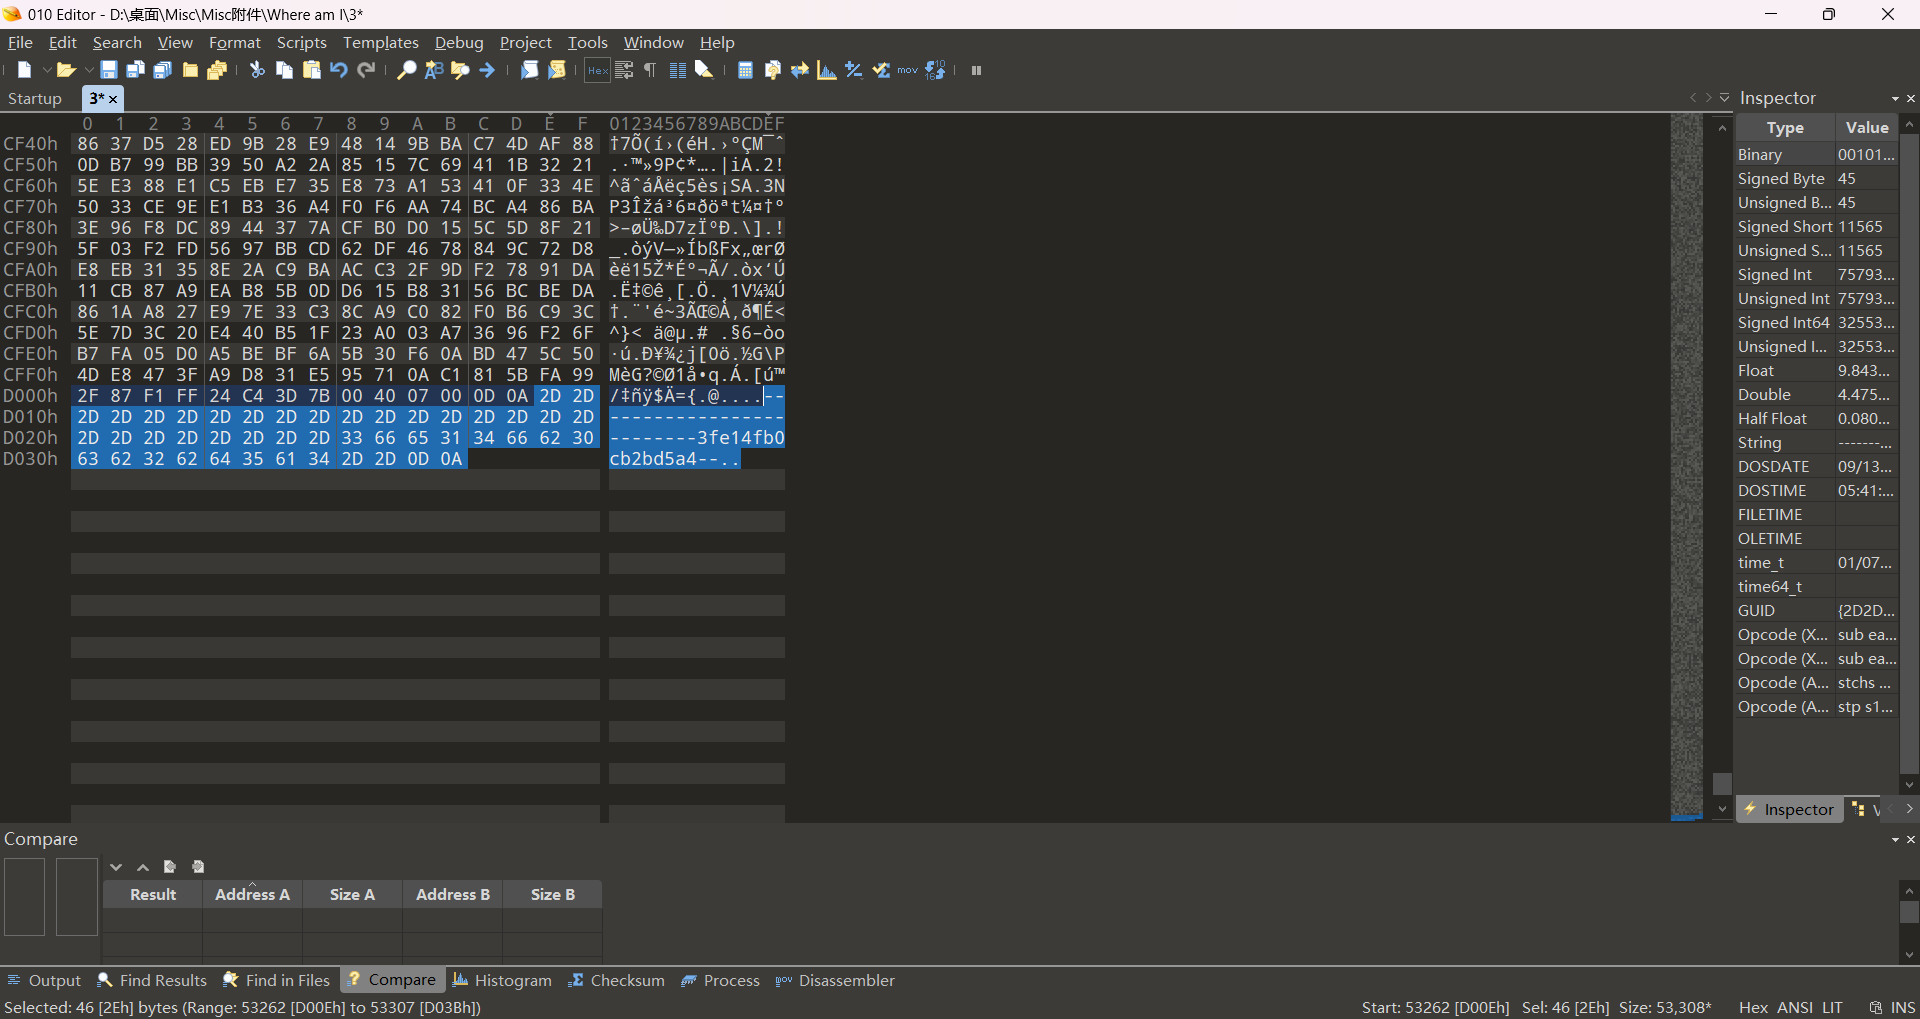 010 Editor - D:\桌面\Misc\Misc附件\Where am I\3*
File Edit Search View Format Scripts Templates Debug Project Tools Window Help
Startup 3*
0 1 2 3 4 5 6 7 8 9 A B C D E F 0123456789ABCDEF
CF40h 86 37 D5 28 ED 9B 28 E9 48 14 9B BA C7 4D AF 88 †7Õ(í›(éH.›ºÇM¯ˆ
CF50h 0D B7 99 BB 39 50 A2 2A 85 15 7C 69 41 1B 32 21 .·™»9P¢*….|iA.2!
CF60h 5E E3 88 E1 C5 EB E7 35 E8 73 A1 53 41 0F 33 4E ^ãˆáÅëç5ès¡SA.3N
CF70h 50 33 CE 9E E1 B3 36 A4 F0 F6 AA 74 BC A4 86 BA P3Îžá³6¤ðöªt¼¤†º
CF80h 3E 96 F8 DC 89 44 37 7A CF B0 D0 15 5C 5D 8F 21 >–øÜ‰D7zÏ°Ð.\].!
CF90h 5F 03 F2 FD 56 97 BB CD 62 DF 46 78 84 9C 72 D8 _.òýV—»ÍbßFx„œrØ
CFA0h E8 EB 31 35 8E 2A C9 BA AC C3 2F 9D F2 78 91 DA èë15Ž*Éº¬Ã/.òx‘Ú
CFB0h 11 CB 87 A9 EA B8 5B 0D D6 15 B8 31 56 BC BE DA .Ë‡©ê¸[.Ö.¸1V¼¾Ú
CFC0h 86 1A A8 27 E9 7E 33 C3 8C A9 C0 82 F0 B6 C9 3C †.¨'é~3ÃŒ©À‚ð¶É<
CFD0h 5E 7D 3C 20 E4 40 B5 1F 23 A0 03 A7 36 96 F2 6F ^}< ä@µ.# .§6–òo
CFE0h B7 FA 05 D0 A5 BE BF 6A 5B 30 F6 0A BD 47 5C 50 ·ú.Ð¥¾¿j[0ö.½G\P
CFF0h 4D E8 47 3F A9 D8 31 E5 95 71 0A C1 81 5B FA 99 MèG?©Ø1å•q.Á.[ú™
D000h 2F 87 F1 FF 24 C4 3D 7B 00 40 07 00 0D 0A 2D 2D /‡ñÿ$Ä={.@....--
D010h 2D 2D 2D 2D 2D 2D 2D 2D 2D 2D 2D 2D 2D 2D 2D 2D ----------------
D020h 2D 2D 2D 2D 2D 2D 2D 2D 33 66 65 31 34 66 62 30 --------3fe14fb0
D030h 63 62 32 62 64 35 61 34 2D 2D 0D 0A cb2bd5a4--..
Inspector
Type Value
Binary 00101...
Signed Byte 45
Unsigned B... 45
Signed Short 11565
Unsigned S... 11565
Signed Int 75793...
Unsigned Int 75793...
Signed Int64 32553...
Unsigned I... 32553...
Float 9.843...
Double 4.475...
Half Float 0.080...
String -------...
DOSDATE 09/13...
DOSTIME 05:41:...
FILETIME
OLETIME
time_t 01/07...
time64_t
GUID {2D2D...
Opcode (X... sub ea...
Opcode (X... sub ea...
Opcode (A... stchs ...
Opcode (A... stp s1...
Inspector
Compare
Result Address A Size A Address B Size B
Output Find Results Find in Files Compare Histogram Checksum Process Disassembler
Selected: 46 [2Eh] bytes (Range: 53262 [D00Eh] to 53307 [D03Bh]) Start: 53262 [D00Eh] Sel: 46 [2Eh] Size: 53,308* Hex ANSI LIT INS